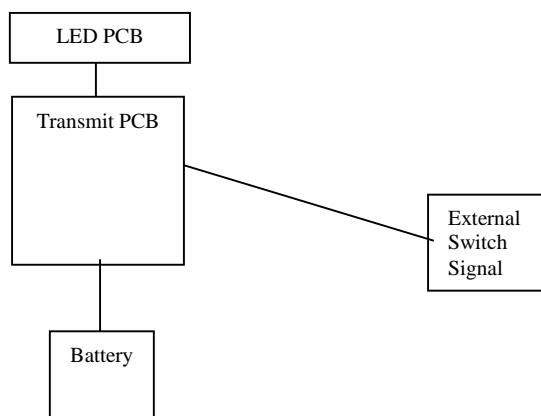 LED PCB
Transmit PCB
External
Switch
Signal
Battery